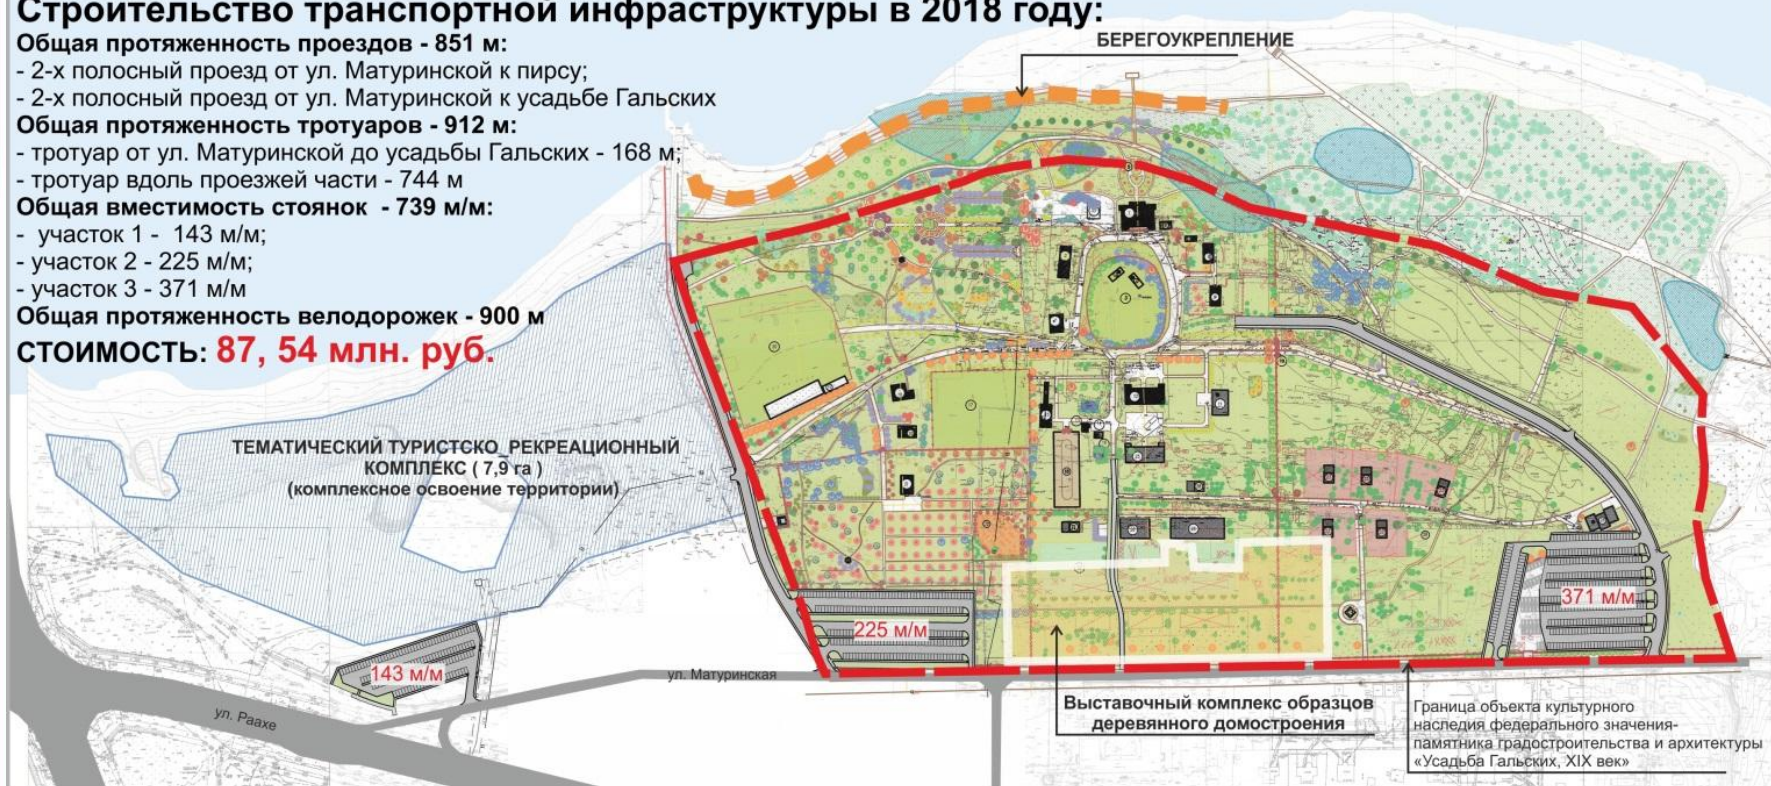 Строительство транспортной инфраструктуры в 2018 году:
Общая протяженность проездов - 851 м:
- 2-х полосный проезд от ул. Матуринской к пирсу;
- 2-х полосный проезд от ул. Матуринской к усадьбе Гальских
Общая протяженность тротуаров - 912 м:
- тротуар от ул. Матуринской до усадьбы Гальских - 168 м;
- тротуар вдоль проезжей части - 744 м
Общая вместимость стоянок - 739 м/м:
- участок 1 - 143 м/м;
- участок 2 - 225 м/м;
- участок 3 - 371 м/м
Общая протяженность велодорожек - 900 м
СТОИМОСТЬ: 87, 54 млн. руб.
БЕРЕГОУКРЕПЛЕНИЕ
ТЕМАТИЧЕСКИЙ ТУРИСТСКО_РЕКРЕАЦИОННЫЙ
КОМПЛЕКС ( 7,9 га )
(комплексное освоение территории)
371 м/м
225 м/м
143 м/м
ул. Матуринская
ул. Раахе
Выставочный комплекс образцов
деревянного домостроения
Граница объекта культурного
наследия федерального значения-
памятника градостроительства и архитектуры
«Усадьба Гальских, XIX век»